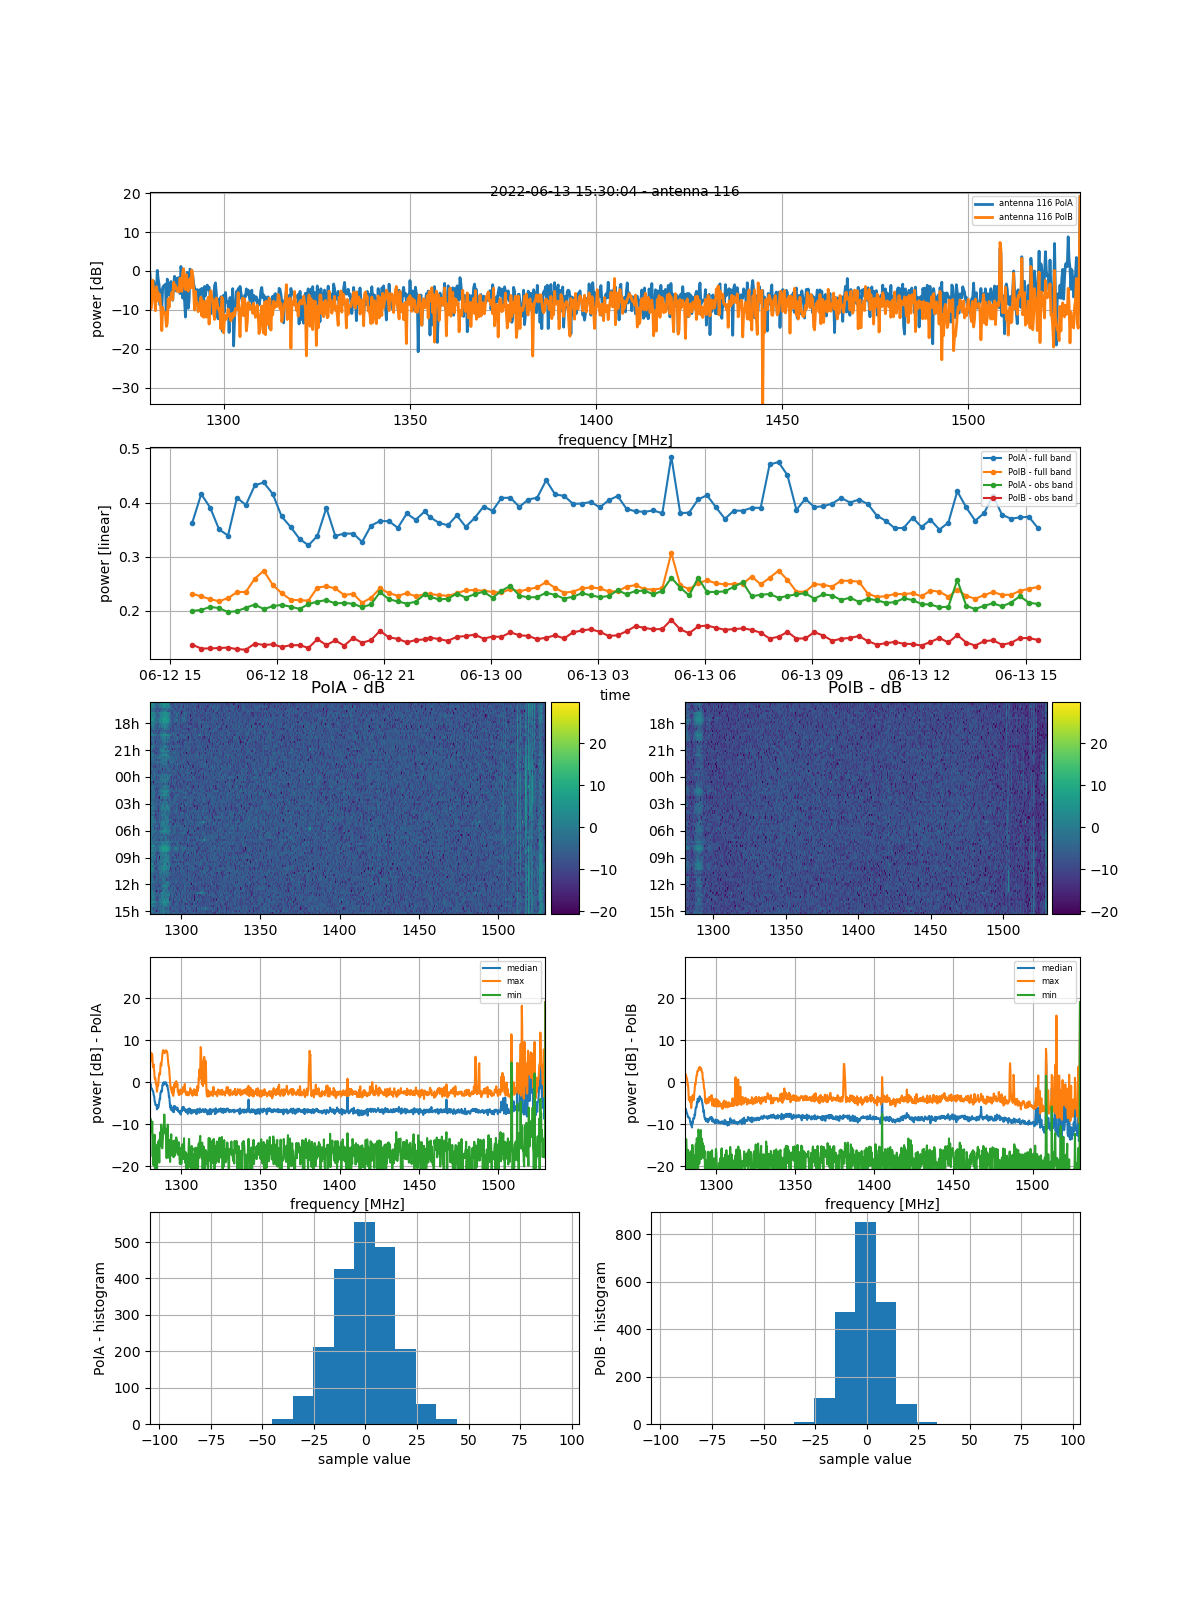 2022-06-13 15:30:04 - antenna 116
20
10
0
−10
−20
−30
power [dB]
antenna 116 PolA
antenna 116 PolB
1300 1350 1400 1450 1500
frequency [MHz]
0.5
0.4
0.3
0.2
power [linear]
PolA - full band
PolB - full band
PolA - obs band
PolB - obs band
06-12 15 06-12 18 06-12 21 06-13 00 06-13 03 06-13 06 06-13 09 06-13 12 06-13 15
time
PolA - dB
18h
21h
00h
03h
06h
09h
12h
15h
1300 1350 1400 1450 1500
20
10
0
−10
−20
PolB - dB
18h
21h
00h
03h
06h
09h
12h
15h
1300 1350 1400 1450 1500
20
10
0
−10
−20
20
10
0
−10
−20
power [dB] - PolA
median
max
min
1300 1350 1400 1450 1500
frequency [MHz]
20
10
0
−10
−20
power [dB] - PolB
median
max
min
1300 1350 1400 1450 1500
frequency [MHz]
500
400
300
200
100
0
PolA - histogram
−100 −75 −50 −25 0 25 50 75 100
sample value
800
600
400
200
0
PolB - histogram
−100 −75 −50 −25 0 25 50 75 100
sample value